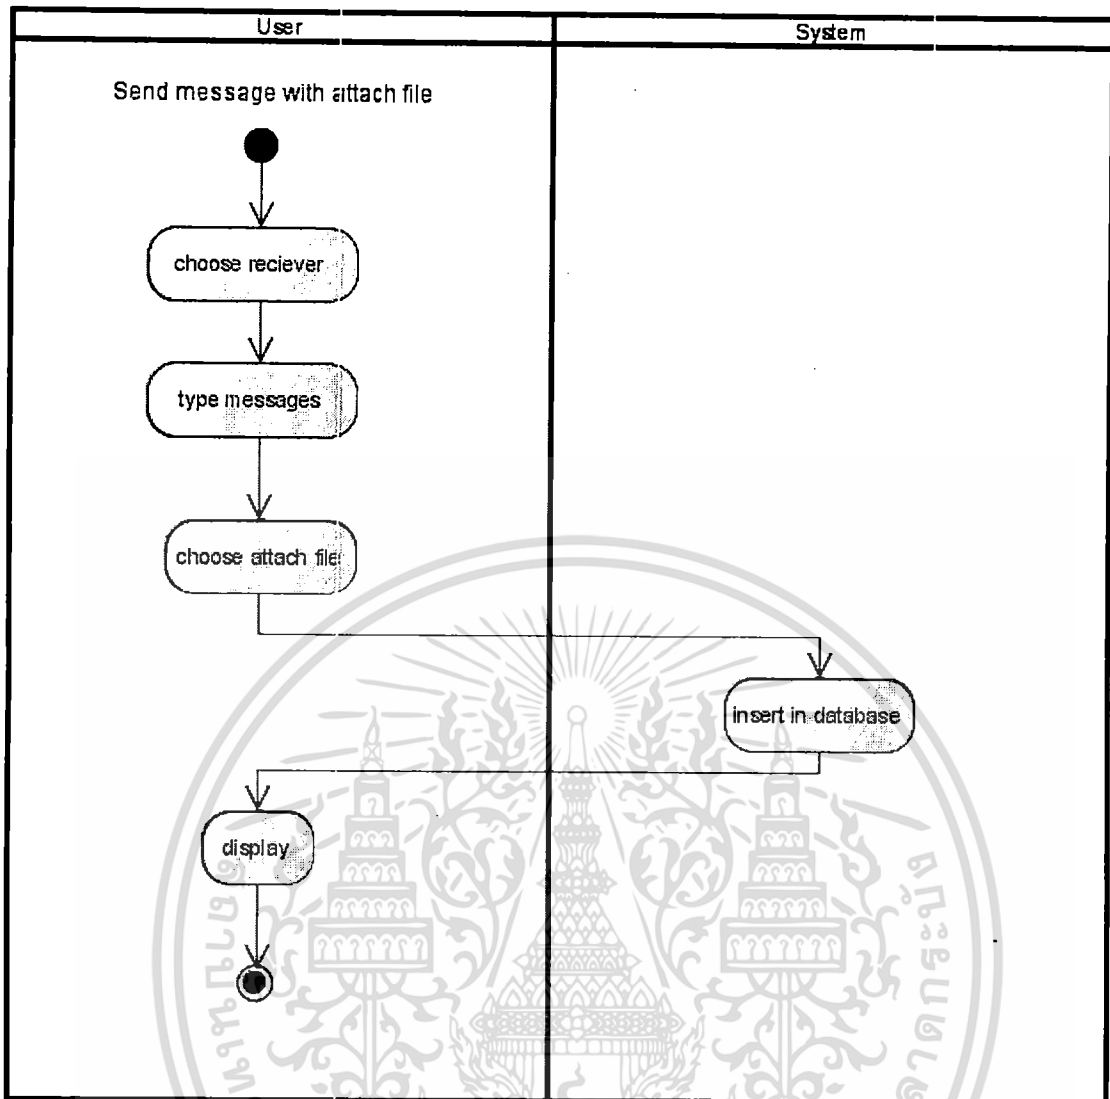 User
System
Send message with attach file
choose reciever
type messages
choose attach file
insert in database
display